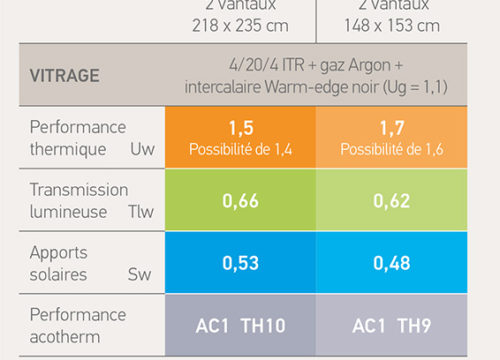 2 vantaux
218 x 235 cm
2 vantaux
148 x 153 cm
VITRAGE
4/20/4 ITR + gaz Argon +
intercalaire Warm-edge noir (Ug = 1,1)
Performance
thermique Uw
1,5
Possibilité de 1,4
1,7
Possibilité de 1,6
Transmission
lumineuse Tlw
0,66
0,62
Apports
solaires Sw
0,53
0,48
Performance
acotherm
AC1 TH10
AC1 TH9